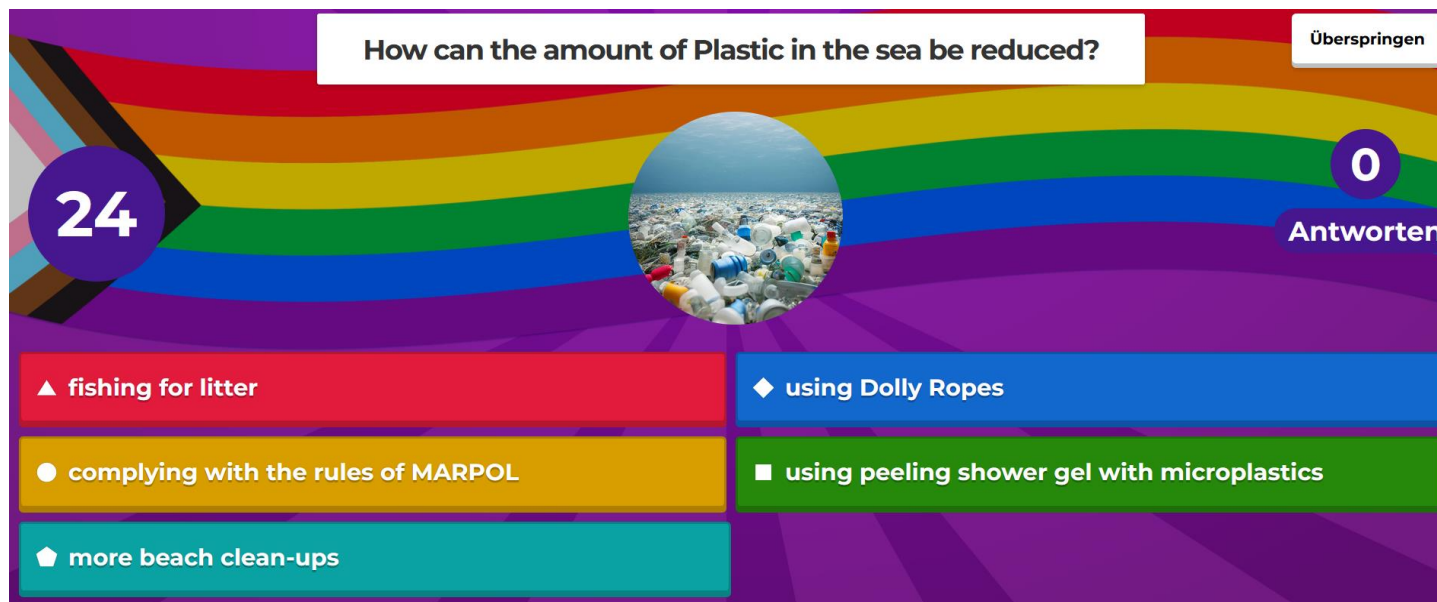 How can the amount of Plastic in the sea be reduced?
Überspringen
24
0
Antworten
fishing for litter
using Dolly Ropes
complying with the rules of MARPOL
using peeling shower gel with microplastics
more beach clean-ups